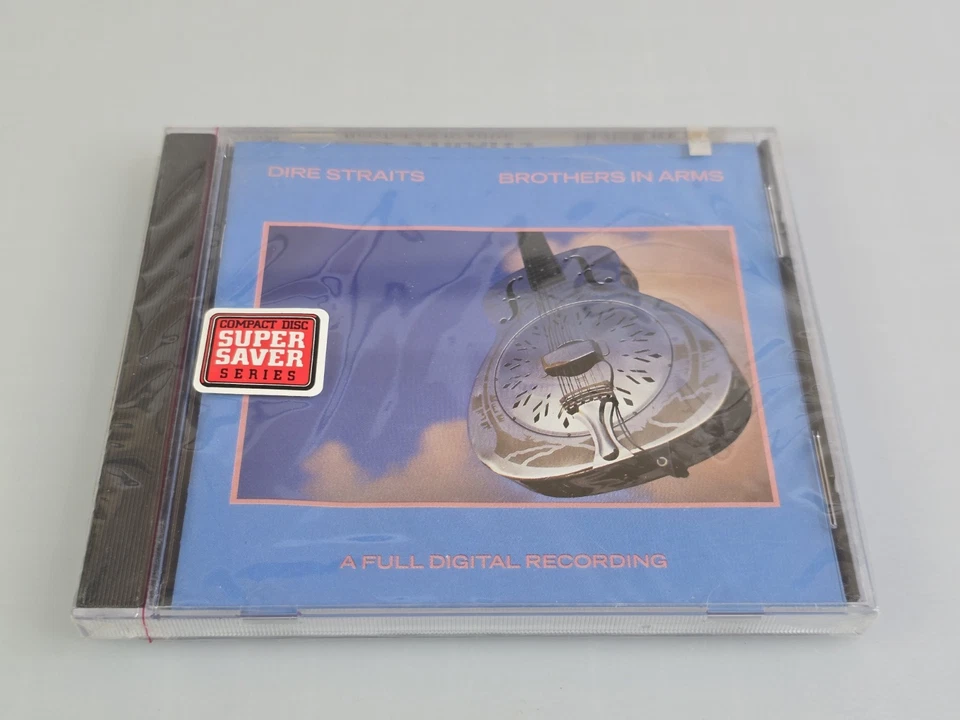 DIRE STRAITS
BROTHERS IN ARMS
COMPACT DISC
SUPER
SAVER
SERIES
A FULL DIGITAL RECORDING